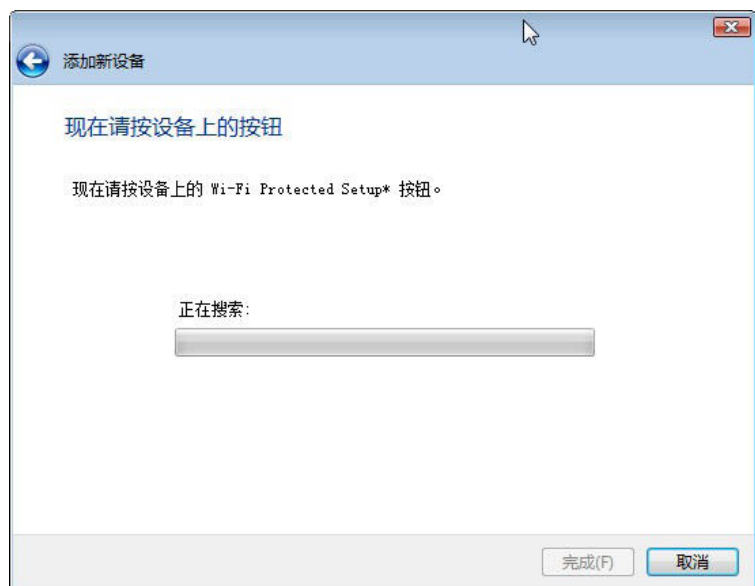 添加新设备
现在请按设备上的按钮
现在请按设备上的 Wi-Fi Protected Setup* 按钮。
正在搜索:
完成(F)
取消